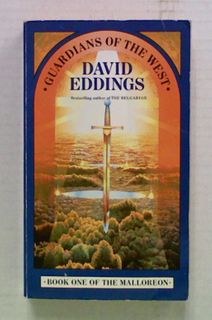 · GUARDIANS OF THE WEST ·
DAVID
EDDINGS
Bestselling author of THE BELGARIAD
· BOOK ONE OF THE MALLOREON ·